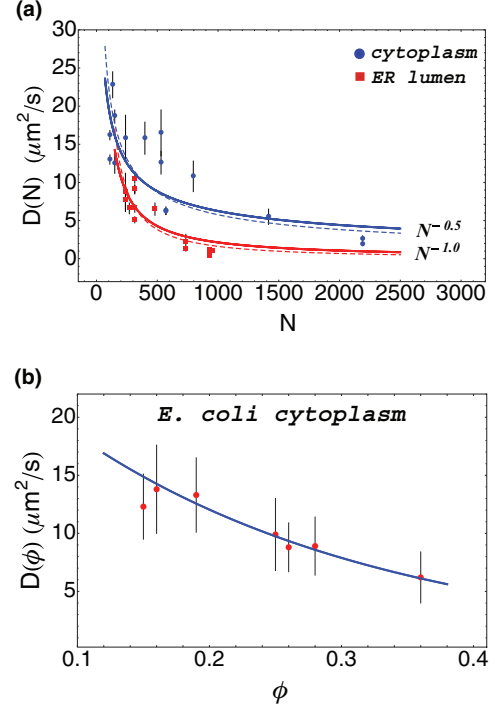 (a)
30
25
20
15
10
5
0
D(N) (μm²/s)
cytoplasm
ER lumen
N⁻⁰·⁵
N⁻¹·⁰
0 500 1000 1500 2000 2500 3000
N
(b)
E. coli cytoplasm
20
15
10
5
D(ϕ) (μm²/s)
0.1 0.2 0.3 0.4
ϕ